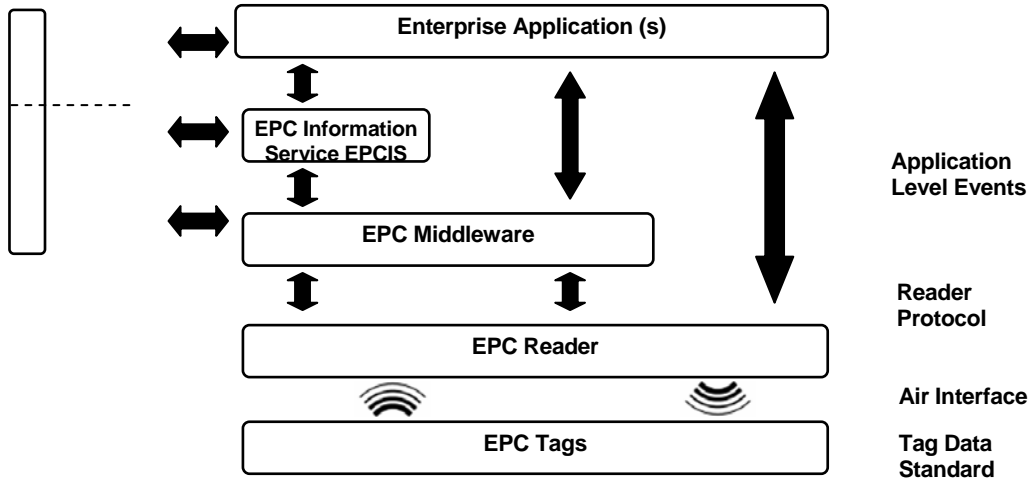 Enterprise Application (s)
EPC Information
Service EPCIS
Application
Level Events
EPC Middleware
Reader
Protocol
EPC Reader
Air Interface
EPC Tags
Tag Data
Standard